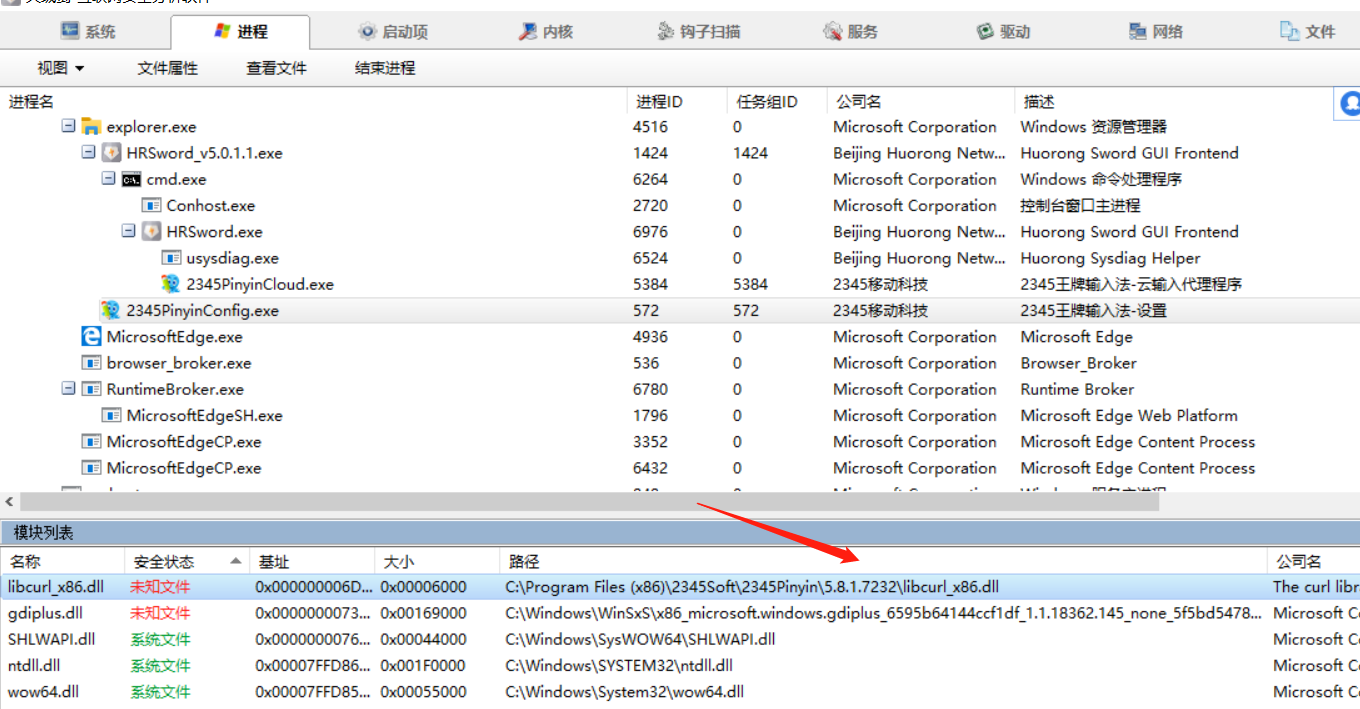 系统 进程 启动项 内核 钩子扫描 服务 驱动 网络 文件
视图 文件属性 查看文件 结束进程
进程名 进程ID 任务组ID 公司名 描述
explorer.exe 4516 0 Microsoft Corporation Windows 资源管理器
HRSword_v5.0.1.1.exe 1424 1424 Beijing Huorong Netw... Huorong Sword GUI Frontend
cmd.exe 6264 0 Microsoft Corporation Windows 命令处理程序
Conhost.exe 2720 0 Microsoft Corporation 控制台窗口主进程
HRSword.exe 6976 0 Beijing Huorong Netw... Huorong Sword GUI Frontend
usysdiag.exe 6524 0 Beijing Huorong Netw... Huorong Sysdiag Helper
2345PinyinCloud.exe 5384 5384 2345移动科技 2345王牌输入法-云输入代理程序
2345PinyinConfig.exe 572 572 2345移动科技 2345王牌输入法-设置
MicrosoftEdge.exe 4936 0 Microsoft Corporation Microsoft Edge
browser_broker.exe 536 0 Microsoft Corporation Browser_Broker
RuntimeBroker.exe 6780 0 Microsoft Corporation Runtime Broker
MicrosoftEdgeSH.exe 1796 0 Microsoft Corporation Microsoft Edge Web Platform
MicrosoftEdgeCP.exe 3352 0 Microsoft Corporation Microsoft Edge Content Process
MicrosoftEdgeCP.exe 6432 0 Microsoft Corporation Microsoft Edge Content Process
模块列表
名称 安全状态 基址 大小 路径 公司名
libcurl_x86.dll 未知文件 0x000000006D... 0x00006000 C:\Program Files (x86)\2345Soft\2345Pinyin\5.8.1.7232\libcurl_x86.dll The curl libr
gdiplus.dll 未知文件 0x0000000073... 0x00169000 C:\Windows\WinSxS\x86_microsoft.windows.gdiplus_6595b64144ccf1df_1.1.18362.145_none_5f5bd5478... Microsoft Co
SHLWAPI.dll 系统文件 0x0000000076... 0x00044000 C:\Windows\SysWOW64\SHLWAPI.dll Microsoft Co
ntdll.dll 系统文件 0x00007FFD86... 0x001F0000 C:\Windows\SYSTEM32\ntdll.dll Microsoft Co
wow64.dll 系统文件 0x00007FFD85... 0x00055000 C:\Windows\System32\wow64.dll Microsoft Co